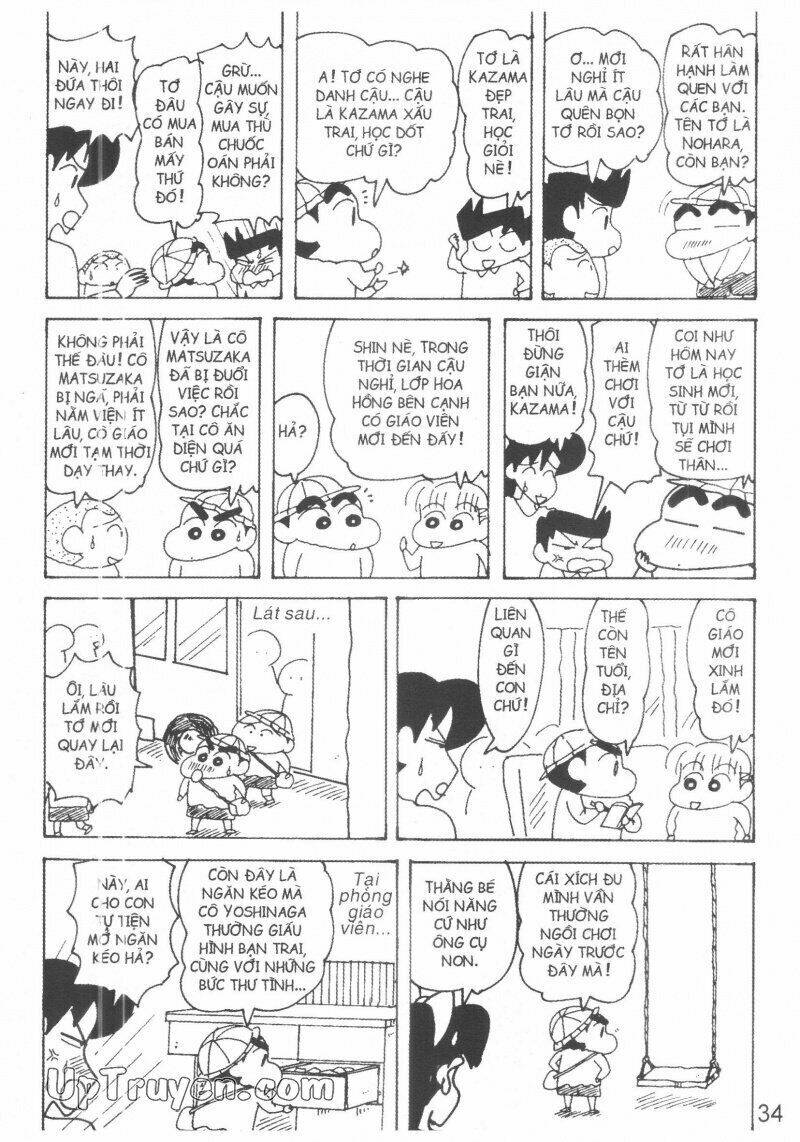 RẤT HÂN
HẠNH LÀM
QUEN VỚI
CÁC BẠN.
TÊN TỚ LÀ
NOHARA,
CÒN BẠN?
Ơ... MỚI
NGHỈ ÍT
LÂU MÀ CẬU
QUÊN BỌN
TỚ RỒI SAO?
TỚ LÀ
KAZAMA
ĐẸP
TRAI,
HỌC
GIỎI
NÈ!
A! TỚ CÓ NGHE
DANH CẬU... CẬU
LÀ KAZAMA XẤU
TRAI, HỌC DỐT
CHỨ GÌ?
GRỪ...
CẬU MUỐN
GÂY SỰ,
MUA THÙ
CHUỐC
OÁN PHẢI
KHÔNG?
TỚ
ĐÂU
CÓ MUA
BÁN
MẤY
THỨ
ĐÓ!
NÀY, HAI
ĐỨA THÔI
NGAY ĐI!
COI NHƯ
HÔM NAY
TỚ LÀ HỌC
SINH MỚI,
TỪ TỪ RỒI
TỤI MÌNH
SẼ CHƠI
THÂN...
AI
THÈM
CHƠI
VỚI
CẬU
CHỨ!
THÔI
ĐỪNG
GIẬN
BẠN NỮA,
KAZAMA!
SHIN NÈ, TRONG
THỜI GIAN CẬU
NGHỈ, LỚP HOA
HỒNG BÊN CẠNH
CÓ GIÁO VIÊN
MỚI ĐẾN ĐẤY!
HẢ?
VẬY LÀ CÔ
MATSUZAKA
ĐÃ BỊ ĐUỔI
VIỆC RỒI
SAO? CHẮC
TẠI CÔ ĂN
DIỆN QUÁ
CHỨ GÌ?
KHÔNG PHẢI
THẾ ĐÂU! CÔ
MATSUZAKA
BỊ NGÃ, PHẢI
NẰM VIỆN ÍT
LÂU, CÔ GIÁO
MỚI TẠM THỜI
DẠY THAY.
CÔ
GIÁO
MỚI
XINH
LẮM
ĐÓ!
THẾ
CÒN
TÊN
TUỔI,
ĐỊA
CHỈ?
LIÊN
QUAN
GÌ
ĐẾN
CON
CHỨ!
Lát sau...
ÔI, LÂU
LẮM RỒI
TỚ MỚI
QUAY LẠI
ĐÂY.
CÁI XÍCH ĐU
MÌNH VẪN
THƯỜNG
NGỒI CHƠI
NGÀY TRƯỚC
ĐÂY MÀ!
THẰNG BÉ
NÓI NĂNG
CỨ NHƯ
ÔNG CỤ
NON.
Tại
phòng
giáo
viên...
CÒN ĐÂY LÀ
NGĂN KÉO MÀ
CÔ YOSHINAGA
THƯỜNG GIẤU
HÌNH BẠN TRAI,
CÙNG VỚI NHỮNG
BỨC THƯ TÌNH...
NÀY, AI
CHO CON
TỰ TIỆN
MỞ NGĂN
KÉO HẢ?
UpTruyen.com
34